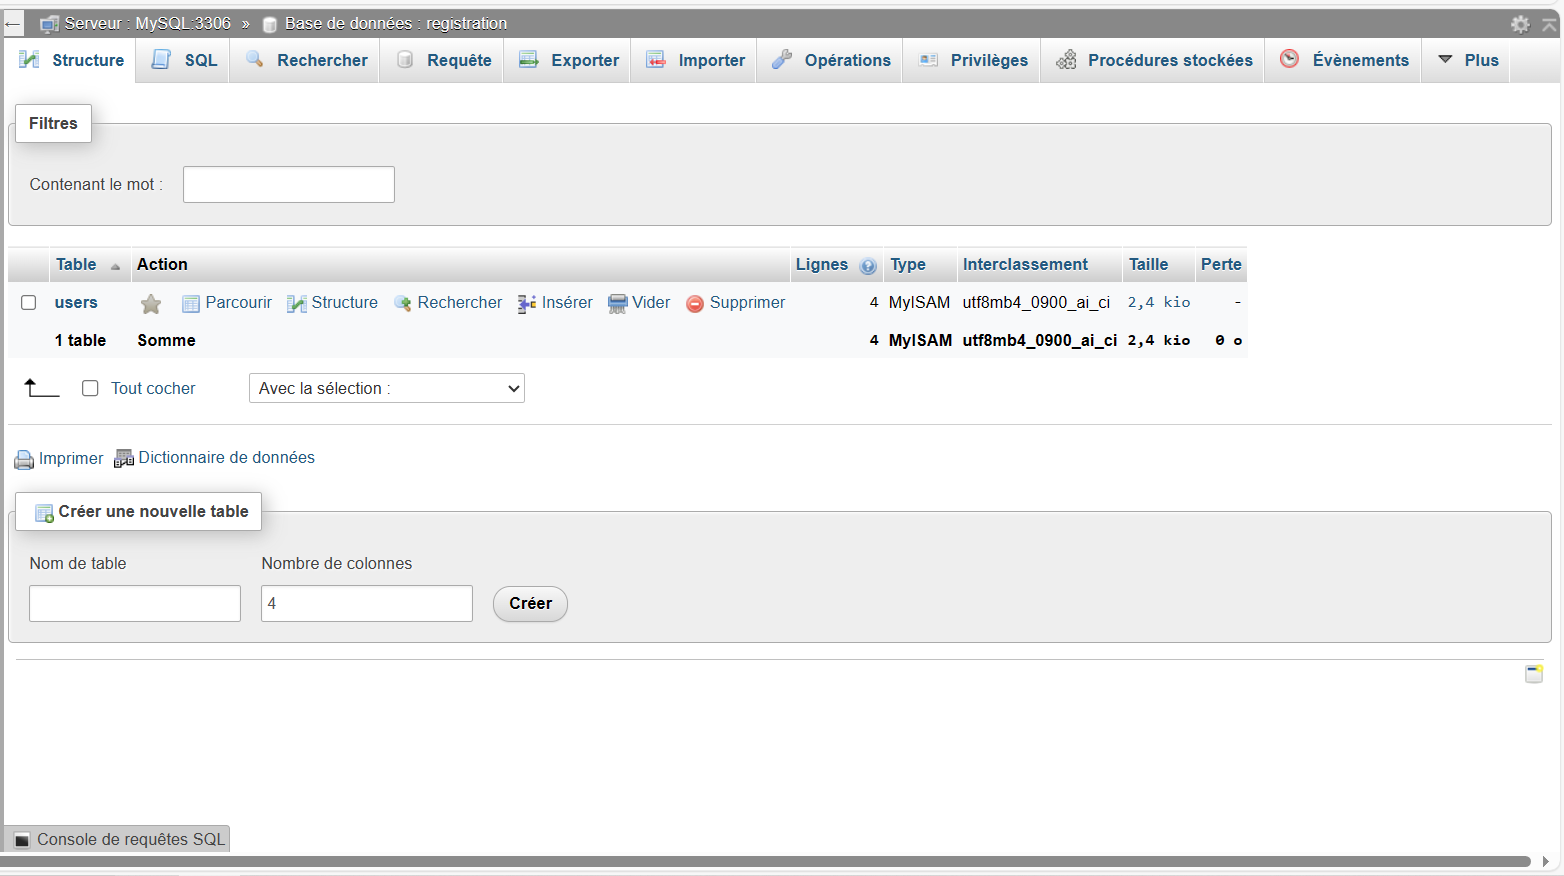 Serveur : MySQL:3306 » Base de données : registration
Structure SQL Rechercher Requête Exporter Importer Opérations Privilèges Procédures stockées Évènements Plus
Filtres
Contenant le mot :
Table Action Lignes Type Interclassement Taille Perte
users Parcourir Structure Rechercher Insérer Vider Supprimer 4 MyISAM utf8mb4_0900_ai_ci 2,4 kio -
1 table Somme 4 MyISAM utf8mb4_0900_ai_ci 2,4 kio 0 o
Tout cocher Avec la sélection :
Imprimer Dictionnaire de données
Créer une nouvelle table
Nom de table Nombre de colonnes
4 Créer
Console de requêtes SQL